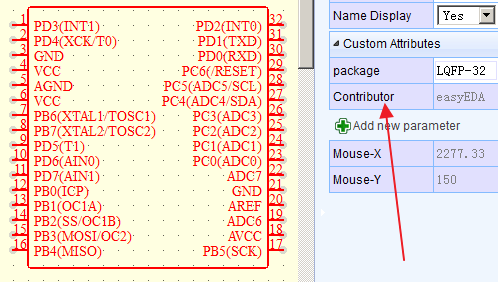 1 PD3(INT1) PD2(INT0) 32
2 PD4(XCK/T0) PD1(TXD) 31
3 GND PD0(RXD) 30
4 VCC PC6(/RESET) 29
5 AGND PC5(ADC5/SCL) 28
6 VCC PC4(ADC4/SDA) 27
7 PB6(XTAL1/TOSC1) PC3(ADC3) 26
8 PB7(XTAL2/TOSC2) PC2(ADC2) 25
9 PD5(T1) PC1(ADC1) 24
10 PD6(AIN0) PC0(ADC0) 23
11 PD7(AIN1) ADC7 22
12 PB0(ICP) GND 21
13 PB1(OC1A) AREF 20
14 PB2(SS/OC1B) ADC6 19
15 PB3(MOSI/OC2) AVCC 18
16 PB4(MISO) PB5(SCK) 17
Name Display Yes
Custom Attributes
package LQFP-32
Contributor easyEDA
Add new parameter
Mouse-X 2277.33
Mouse-Y 150